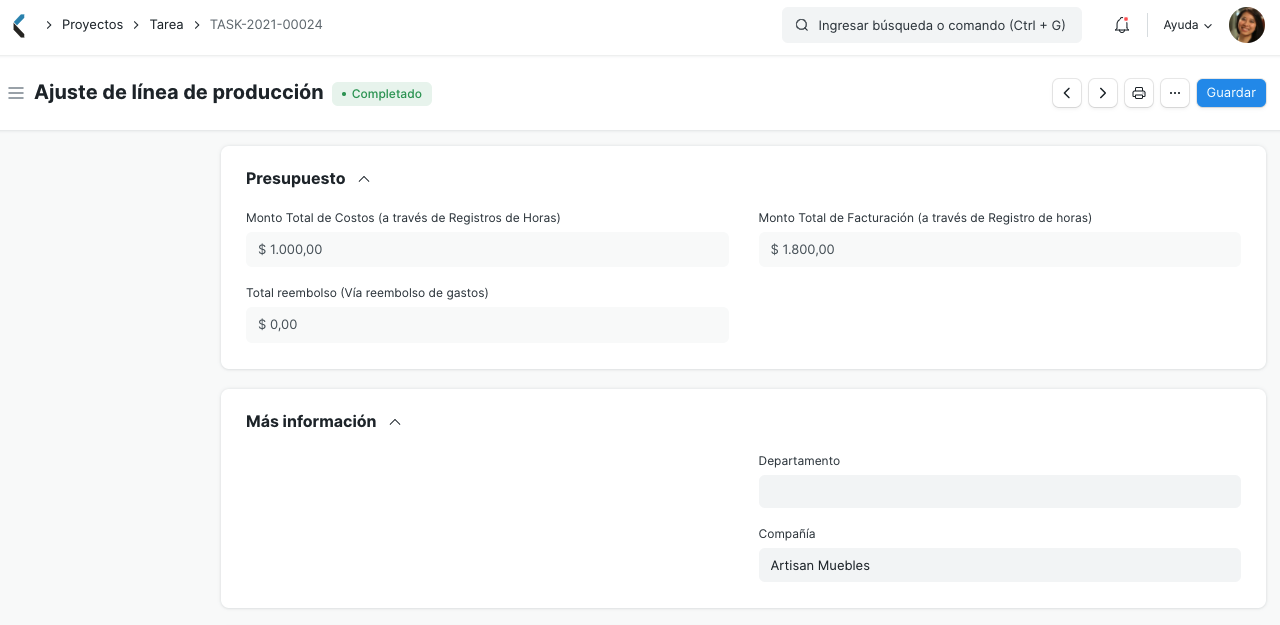 Proyectos Tarea TASK-2021-00024 Ingresar búsqueda o comando (Ctrl + G) Ayuda
Ajuste de línea de producción Completado Guardar
Presupuesto
Monto Total de Costos (a través de Registros de Horas)
$ 1.000,00
Monto Total de Facturación (a través de Registro de horas)
$ 1.800,00
Total reembolso (Vía reembolso de gastos)
$ 0,00
Más información
Departamento
Compañía
Artisan Muebles